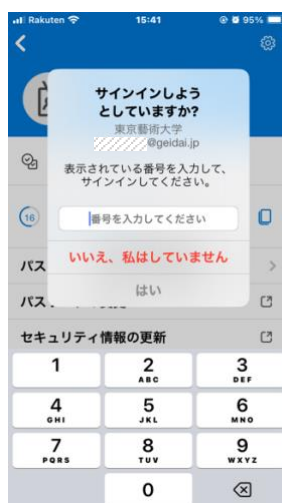 Rakuten 15:41 95%
サインインしよう
としていますか?
東京藝術大学
@geidai.jp
表示されている番号を入力して、
サインインしてください。
16
番号を入力してください
いいえ、私はしていません
パス
はい
パス
セキュリティ情報の更新
1 2 3
ABC DEF
4 5 6
GHI JKL MNO
7 8 9
PQRS TUV WXYZ
0